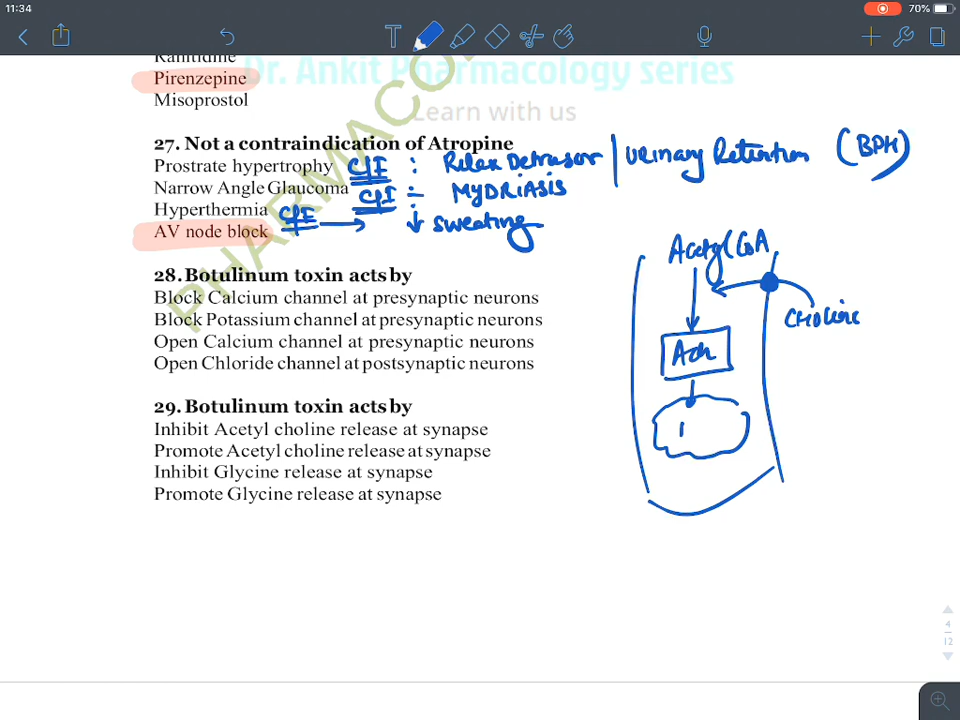 11:34
70%
T
Ranitidine
Dr. Ankit Pharmacology series
Pirenzepine
Misoprostol
Learn with us
27. Not a contraindication of Atropine
Prostrate hypertrophy C/I : Relax Detrusor / Urinary Retention (BPH)
Narrow Angle Glaucoma C/I : MYDRIASIS
Hyperthermia C/I → ↓ sweating
AV node block
28. Botulinum toxin acts by
Block Calcium channel at presynaptic neurons
Block Potassium channel at presynaptic neurons
Open Calcium channel at presynaptic neurons
Open Chloride channel at postsynaptic neurons
Acetyl CoA
CHOLINE
Ach
29. Botulinum toxin acts by
Inhibit Acetyl choline release at synapse
Promote Acetyl choline release at synapse
Inhibit Glycine release at synapse
Promote Glycine release at synapse
4
12